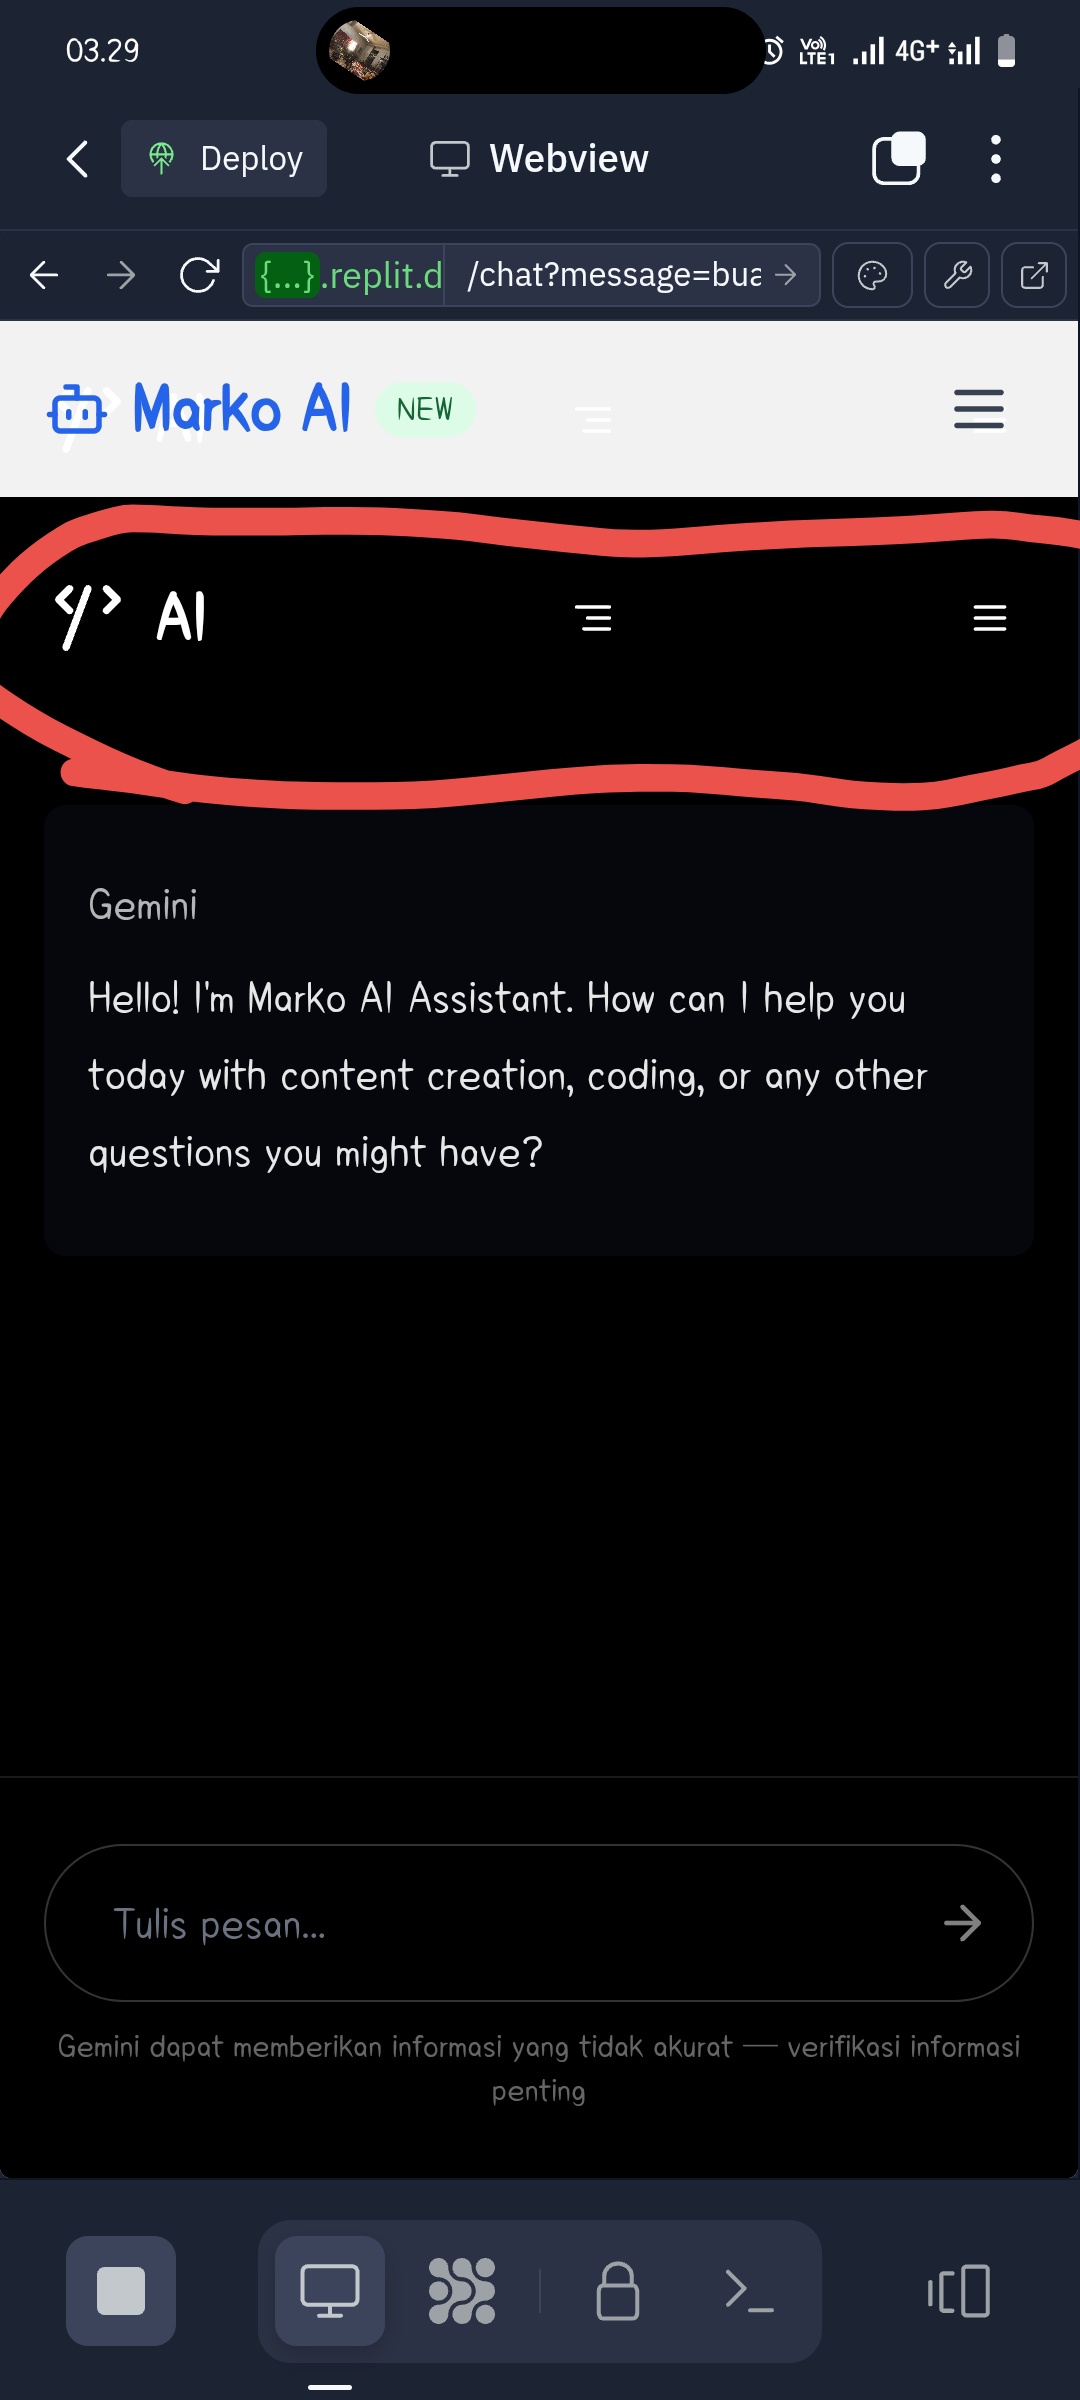 03.29
Vo)) LTE1 4G+
Deploy
Webview
{...}.replit.d
/chat?message=bua
Marko AI
NEW
AI
Gemini
Hello! I'm Marko AI Assistant. How can I help you
today with content creation, coding, or any other
questions you might have?
Tulis pesan...
Gemini dapat memberikan informasi yang tidak akurat — verifikasi informasi
penting